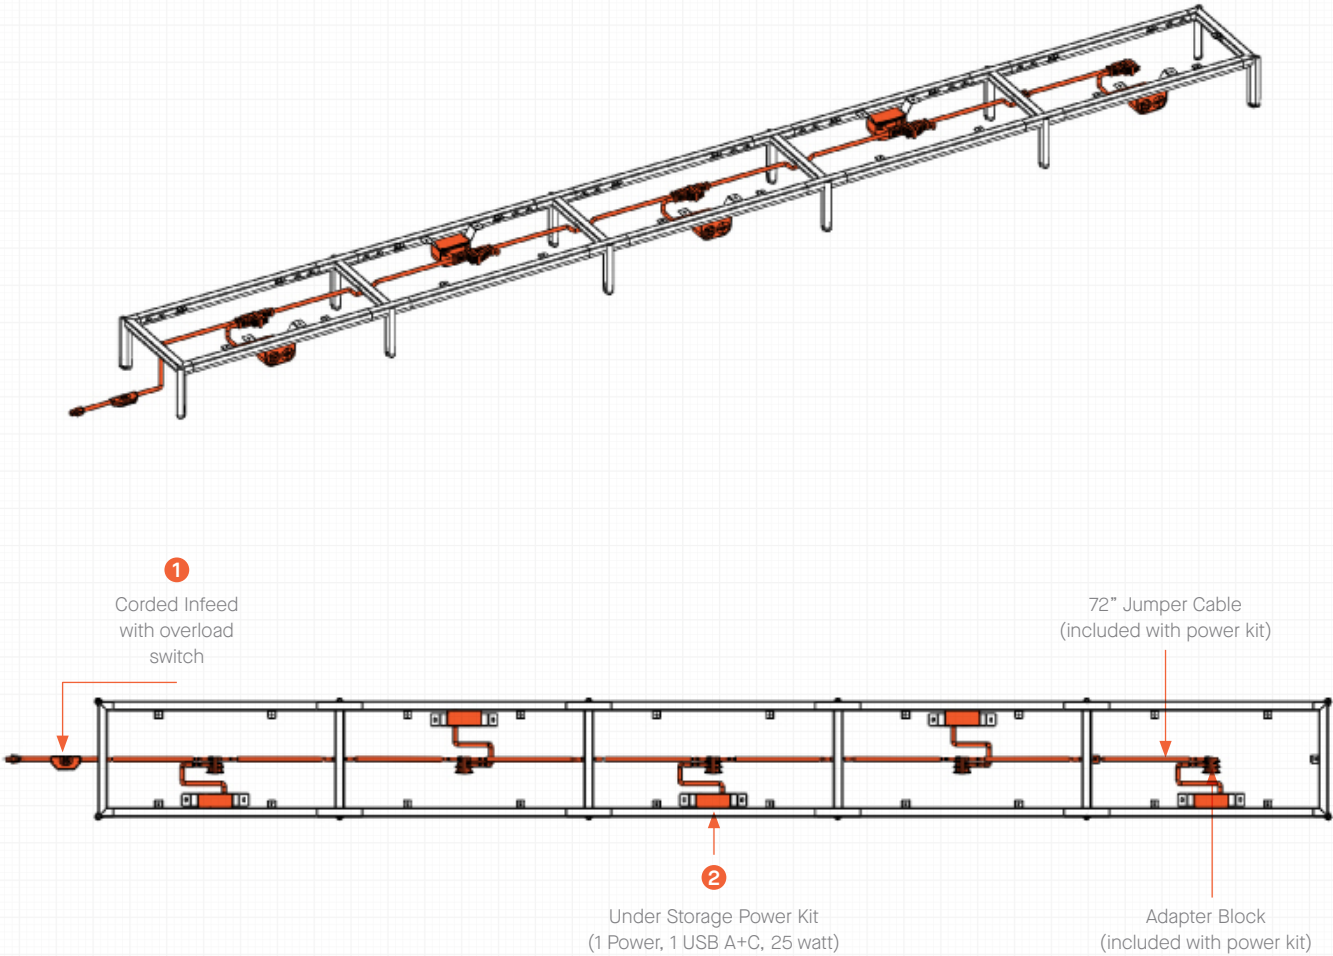 1
Corded Infeed
with overload
switch
72” Jumper Cable
(included with power kit)
2
Under Storage Power Kit
(1 Power, 1 USB A+C, 25 watt)
Adapter Block
(included with power kit)